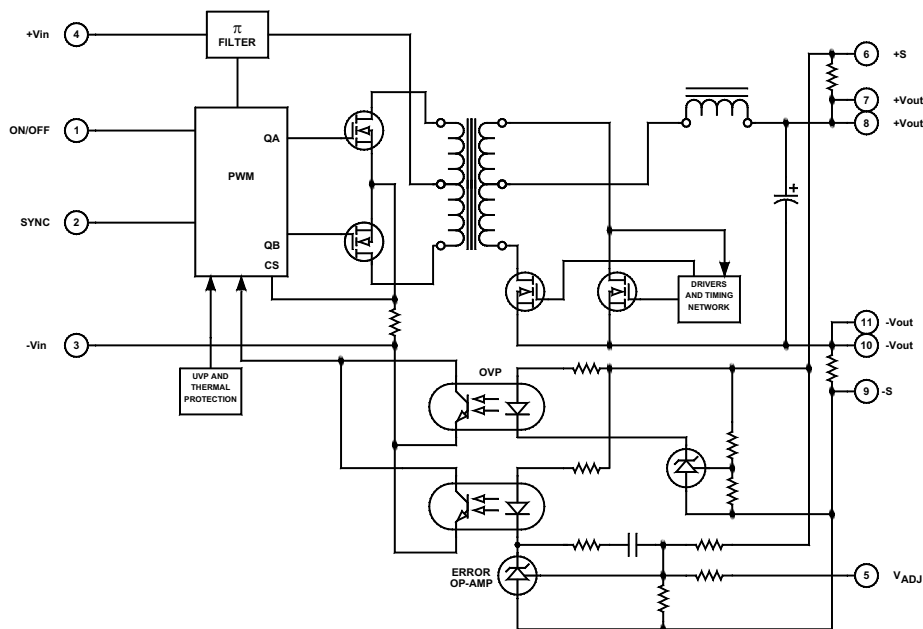 +Vin
4
π
FILTER
6
+S
7
+Vout
8
+Vout
ON/OFF
1
QA
PWM
SYNC
2
QB
CS
DRIVERS
AND TIMING
NETWORK
11
-Vout
10
-Vout
-Vin
3
UVP AND
THERMAL
PROTECTION
OVP
9
-S
ERROR
OP-AMP
5
VADJ